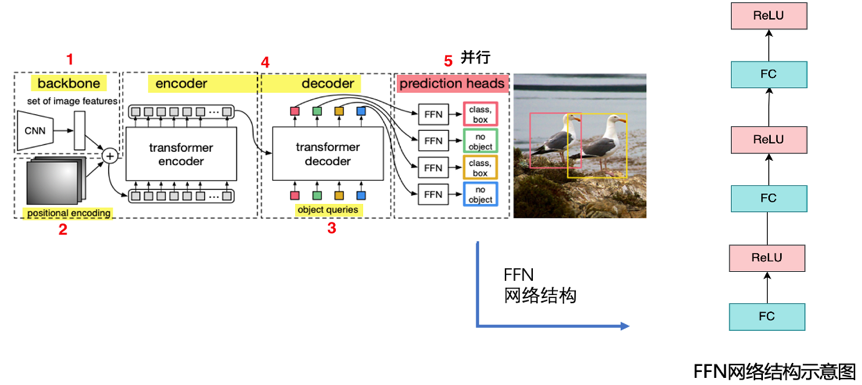 1
4
5 并行
backbone
encoder
decoder
prediction heads
set of image features
CNN
transformer
encoder
transformer
decoder
FFN
class,
box
FFN
no
object
FFN
class,
box
FFN
no
object
positional encoding
2
object queries
3
FFN
网络结构
ReLU
FC
ReLU
FC
ReLU
FC
FFN网络结构示意图